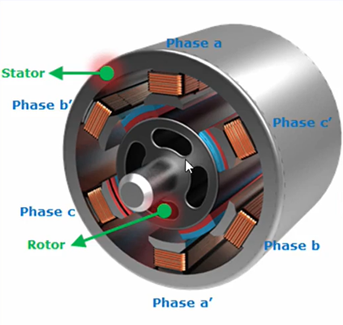 Phase a
Stator
Phase b’
Phase c’
Phase c
Phase b
Rotor
Phase a’